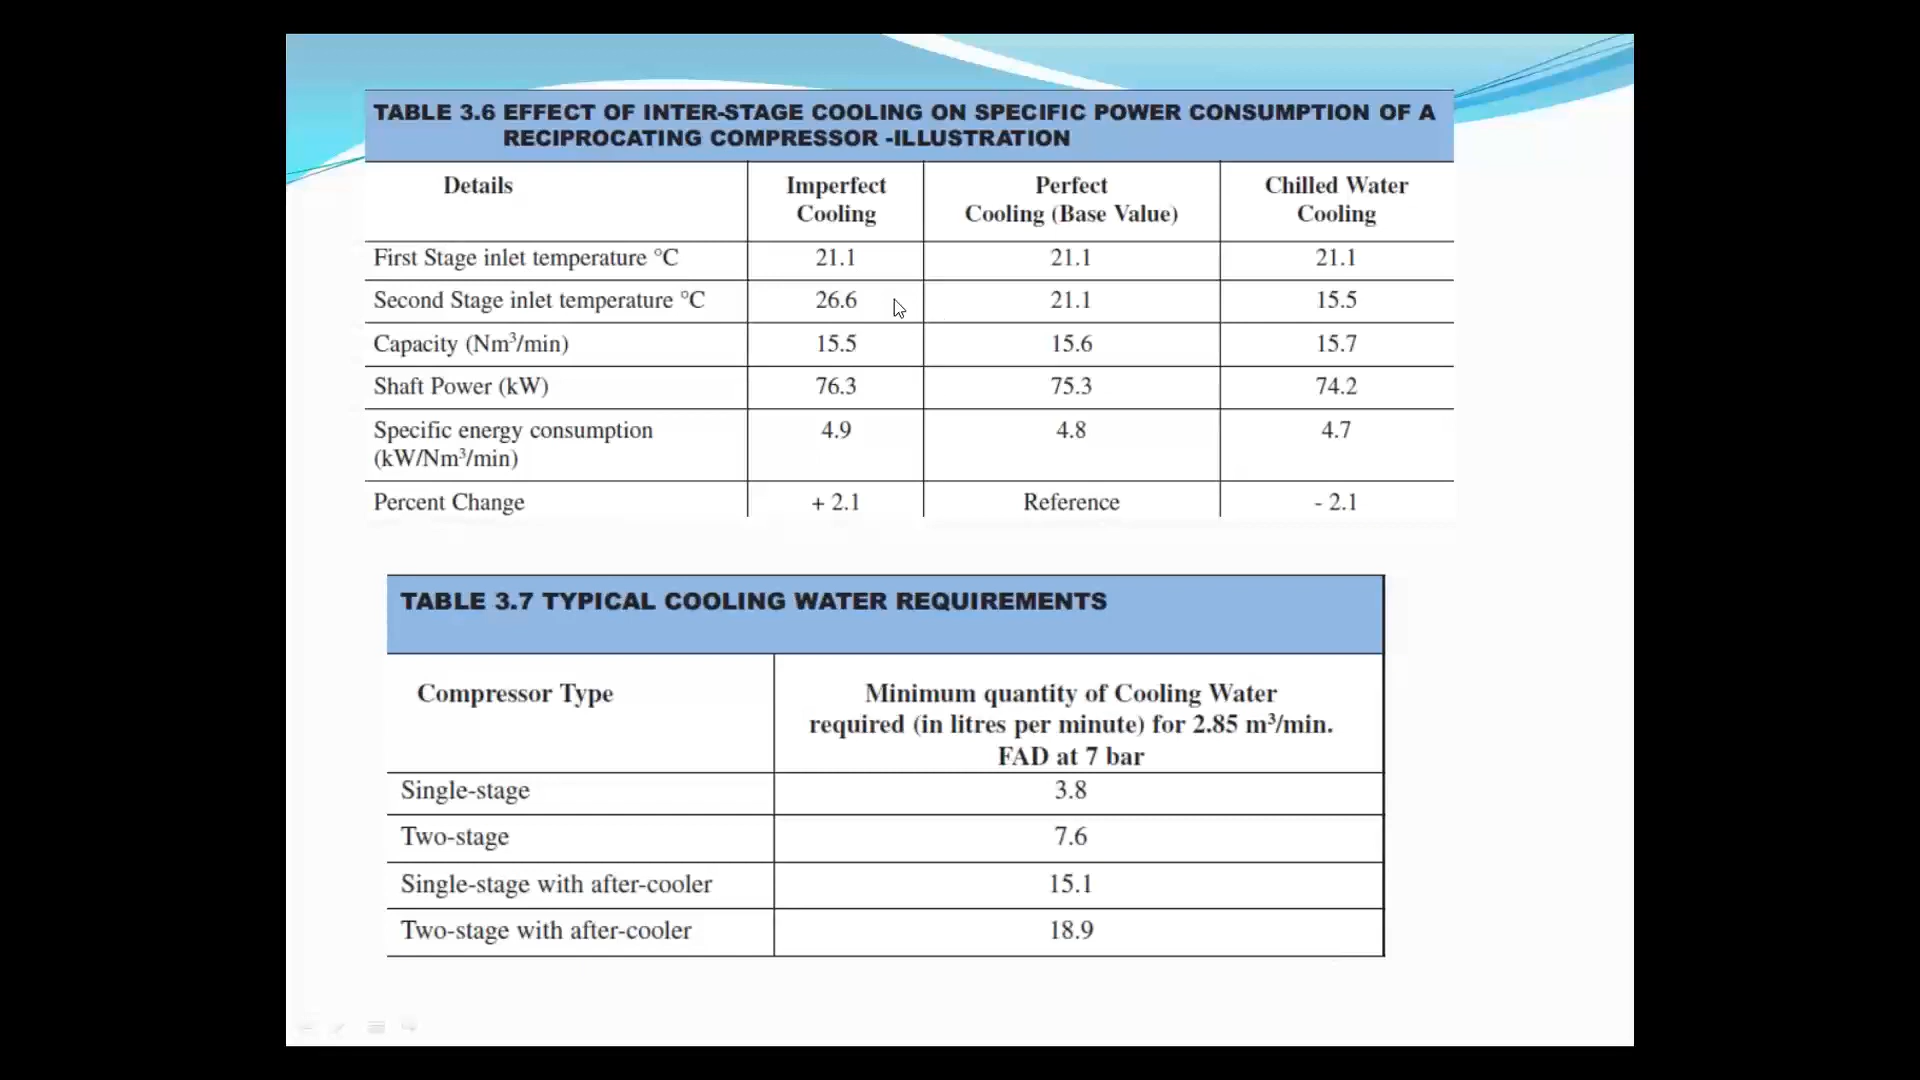 TABLE 3.6 EFFECT OF INTER-STAGE COOLING ON SPECIFIC POWER CONSUMPTION OF A
RECIPROCATING COMPRESSOR -ILLUSTRATION
Details Imperfect Cooling Perfect Cooling (Base Value) Chilled Water Cooling
First Stage inlet temperature °C 21.1 21.1 21.1
Second Stage inlet temperature °C 26.6 21.1 15.5
Capacity (Nm³/min) 15.5 15.6 15.7
Shaft Power (kW) 76.3 75.3 74.2
Specific energy consumption 4.9 4.8 4.7
(kW/Nm³/min)
Percent Change + 2.1 Reference - 2.1
TABLE 3.7 TYPICAL COOLING WATER REQUIREMENTS
Compressor Type Minimum quantity of Cooling Water
required (in litres per minute) for 2.85 m³/min.
FAD at 7 bar
Single-stage 3.8
Two-stage 7.6
Single-stage with after-cooler 15.1
Two-stage with after-cooler 18.9